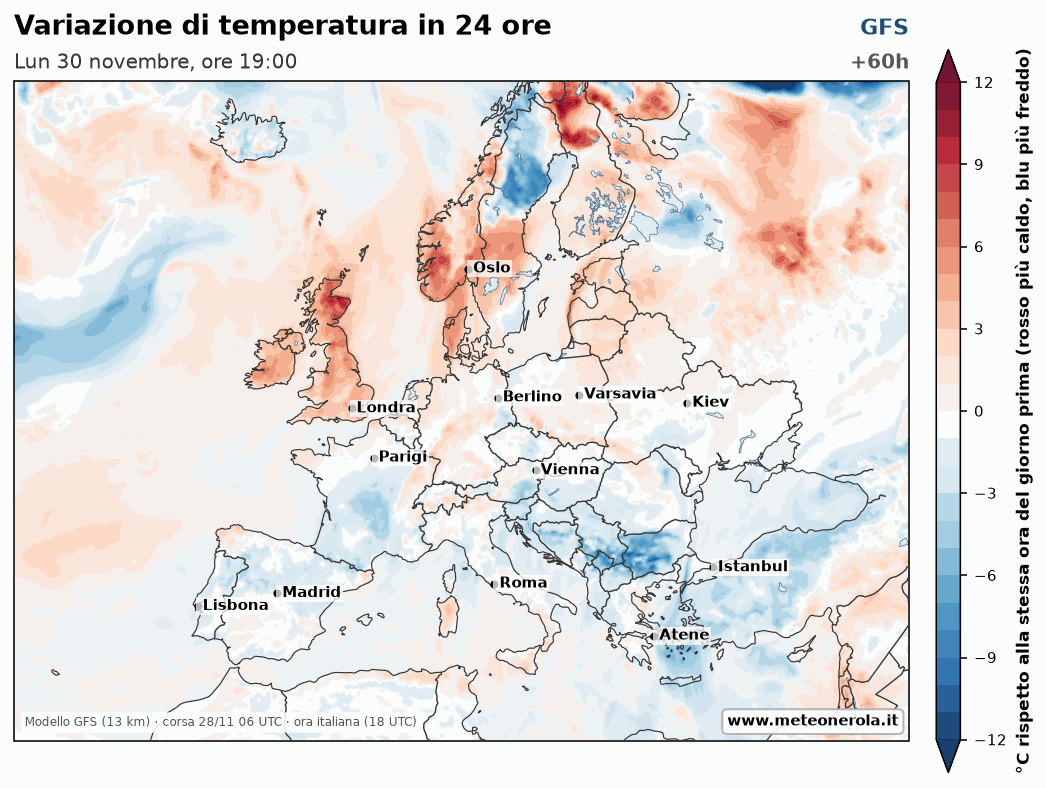 Variazione di temperatura in 24 ore
GFS
Lun 30 novembre, ore 19:00
+60h
Oslo
Londra
Berlino
Varsavia
Kiev
Parigi
Vienna
Istanbul
Roma
Madrid
Lisbona
Atene
Modello GFS (13 km) · corsa 28/11 06 UTC · ora italiana (18 UTC)
www.meteonerola.it
12
9
6
3
0
−3
−6
−9
−12
°C rispetto alla stessa ora del giorno prima (rosso più caldo, blu più freddo)